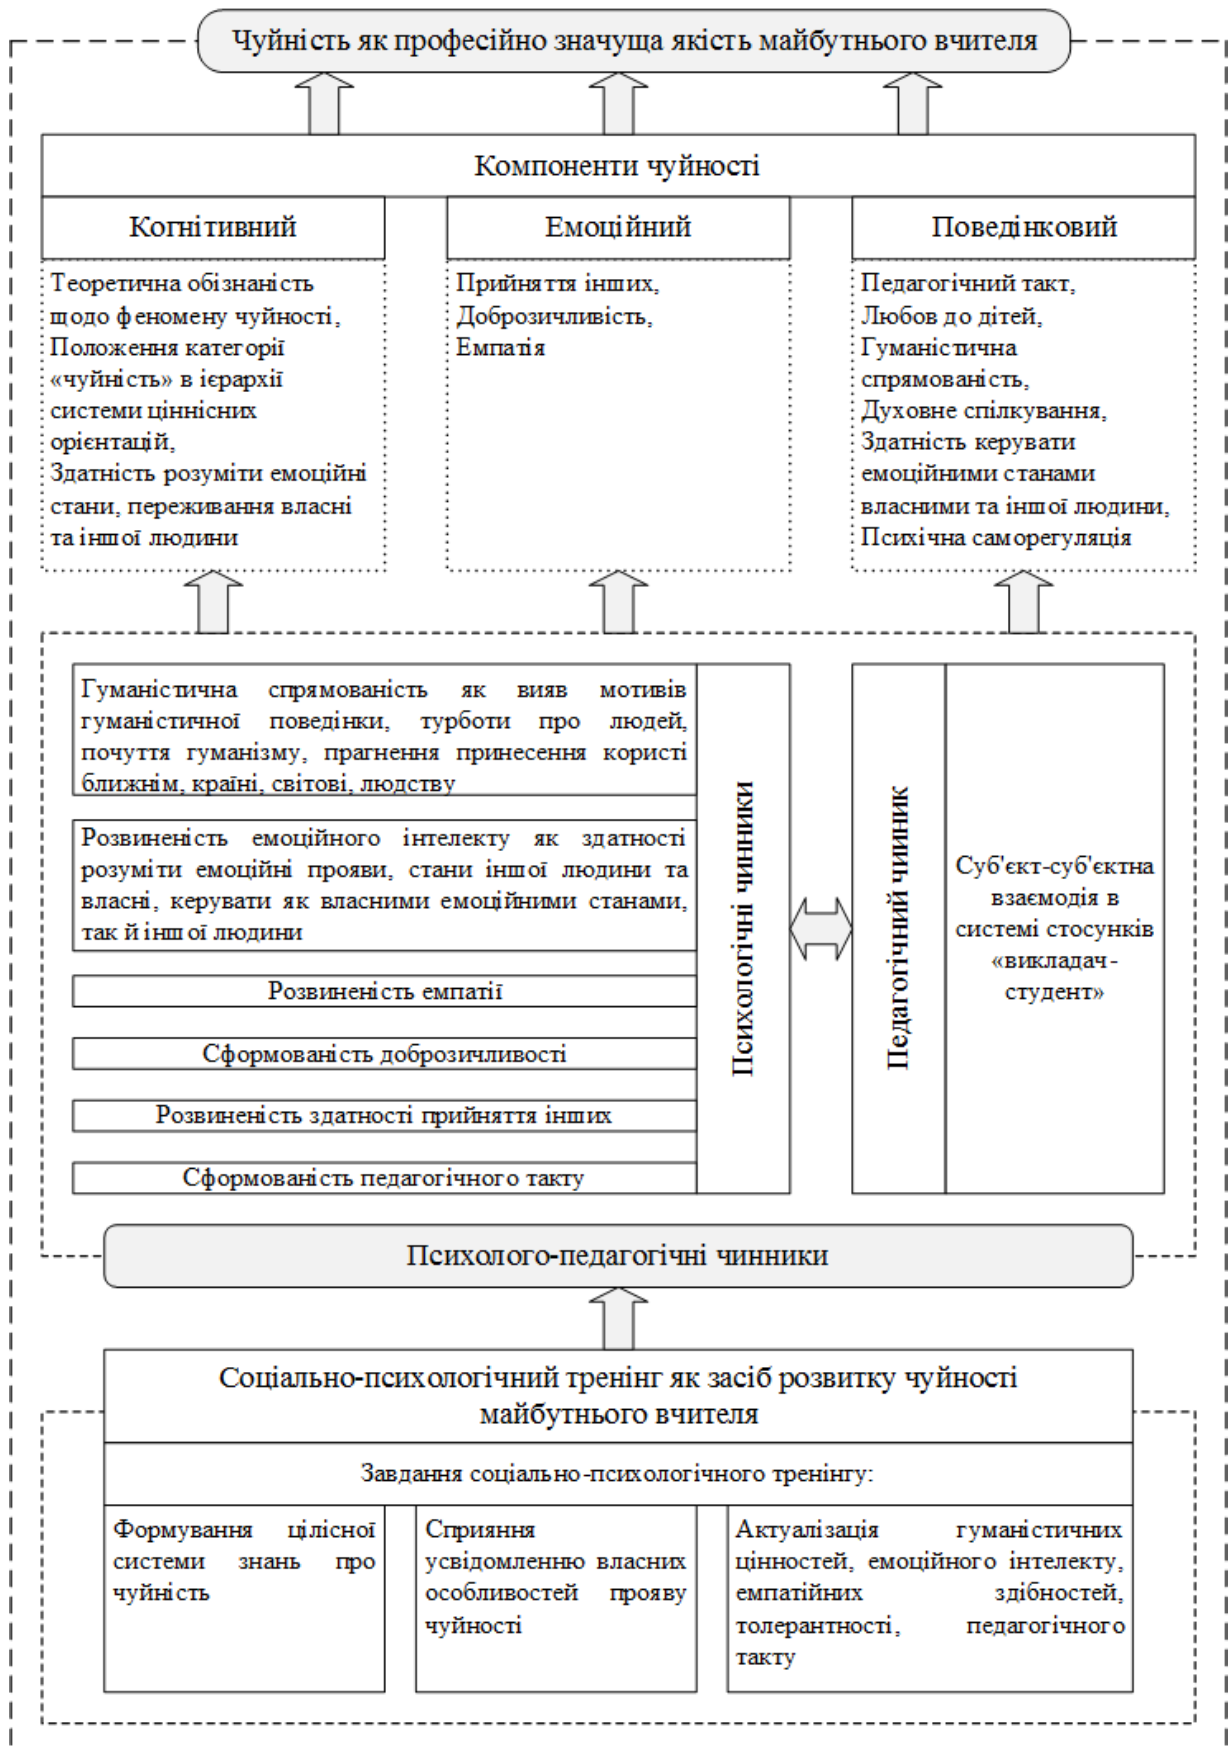 Чуйність як професійно значуща якість майбутнього вчителя
Компоненти чуйності
Когнітивний
Теоретична обізнаність
щодо феномену чуйності,
Положення категорії
«чуйність» в ієрархії
системи ціннісних
орієнтацій,
Здатність розуміти емоційні
стани, переживання власні
та іншої людини
Емоційний
Прийняття інших,
Доброзичливість,
Емпатія
Поведінковий
Педагогічний такт,
Любов до дітей,
Гуманістична
спрямованість,
Духовне спілкування,
Здатність керувати
емоційними станами
власними та іншої людини,
Психічна саморегуляція
Гуманістична спрямованість як вияв мотивів
гуманістичної поведінки, турботи про людей,
почуття гуманізму, прагнення принесення користі
ближнім, країні, світові, людству
Розвиненість емоційного інтелекту як здатності
розуміти емоційні прояви, стани іншої людини та
власні, керувати як власними емоційними станами,
так й іншої людини
Розвиненість емпатії
Сформованість доброзичливості
Розвиненість здатності прийняття інших
Сформованість педагогічного такту
Психологічні чинники
Педагогічний чинник
Суб'єкт-суб'єктна
взаємодія в
системі стосунків
«викладач-
студент»
Психолого-педагогічні чинники
Соціально-психологічний тренінг як засіб розвитку чуйності
майбутнього вчителя
Завдання соціально-психологічного тренінгу:
Формування цілісної
системи знань про
чуйність
Сприяння
усвідомленню власних
особливостей прояву
чуйності
Актуалізація гуманістичних
цінностей, емоційного інтелекту,
емпатійних здібностей,
толерантності, педагогічного
такту